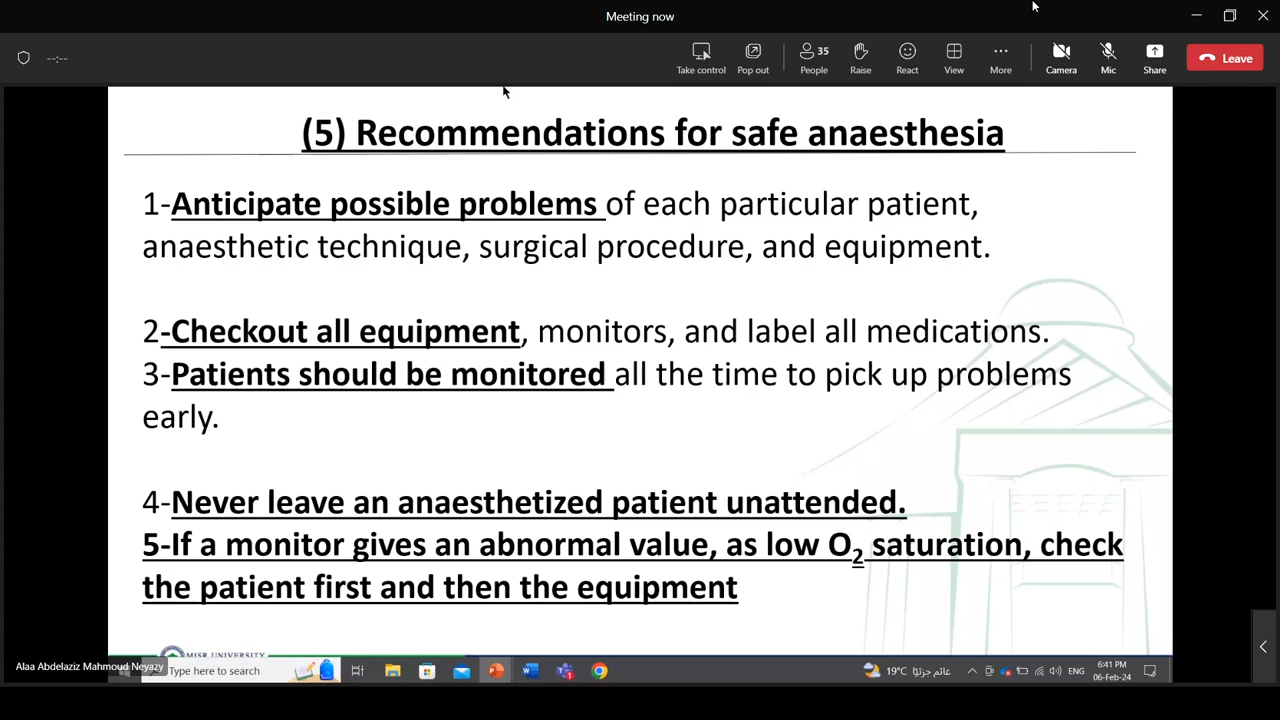 Meeting now
--:--
Take control
Pop out
35
People
Raise
React
View
More
Camera
Mic
Share
Leave
(5) Recommendations for safe anaesthesia
1-Anticipate possible problems of each particular patient,
anaesthetic technique, surgical procedure, and equipment.
2-Checkout all equipment, monitors, and label all medications.
3-Patients should be monitored all the time to pick up problems
early.
4-Never leave an anaesthetized patient unattended.
5-If a monitor gives an abnormal value, as low O2 saturation, check
the patient first and then the equipment
MISR UNIVERSITY
Alaa Abdelaziz Mahmoud Neyazy
Type here to search
19°C غائم جزئيًا
ENG
6:41 PM
06-Feb-24